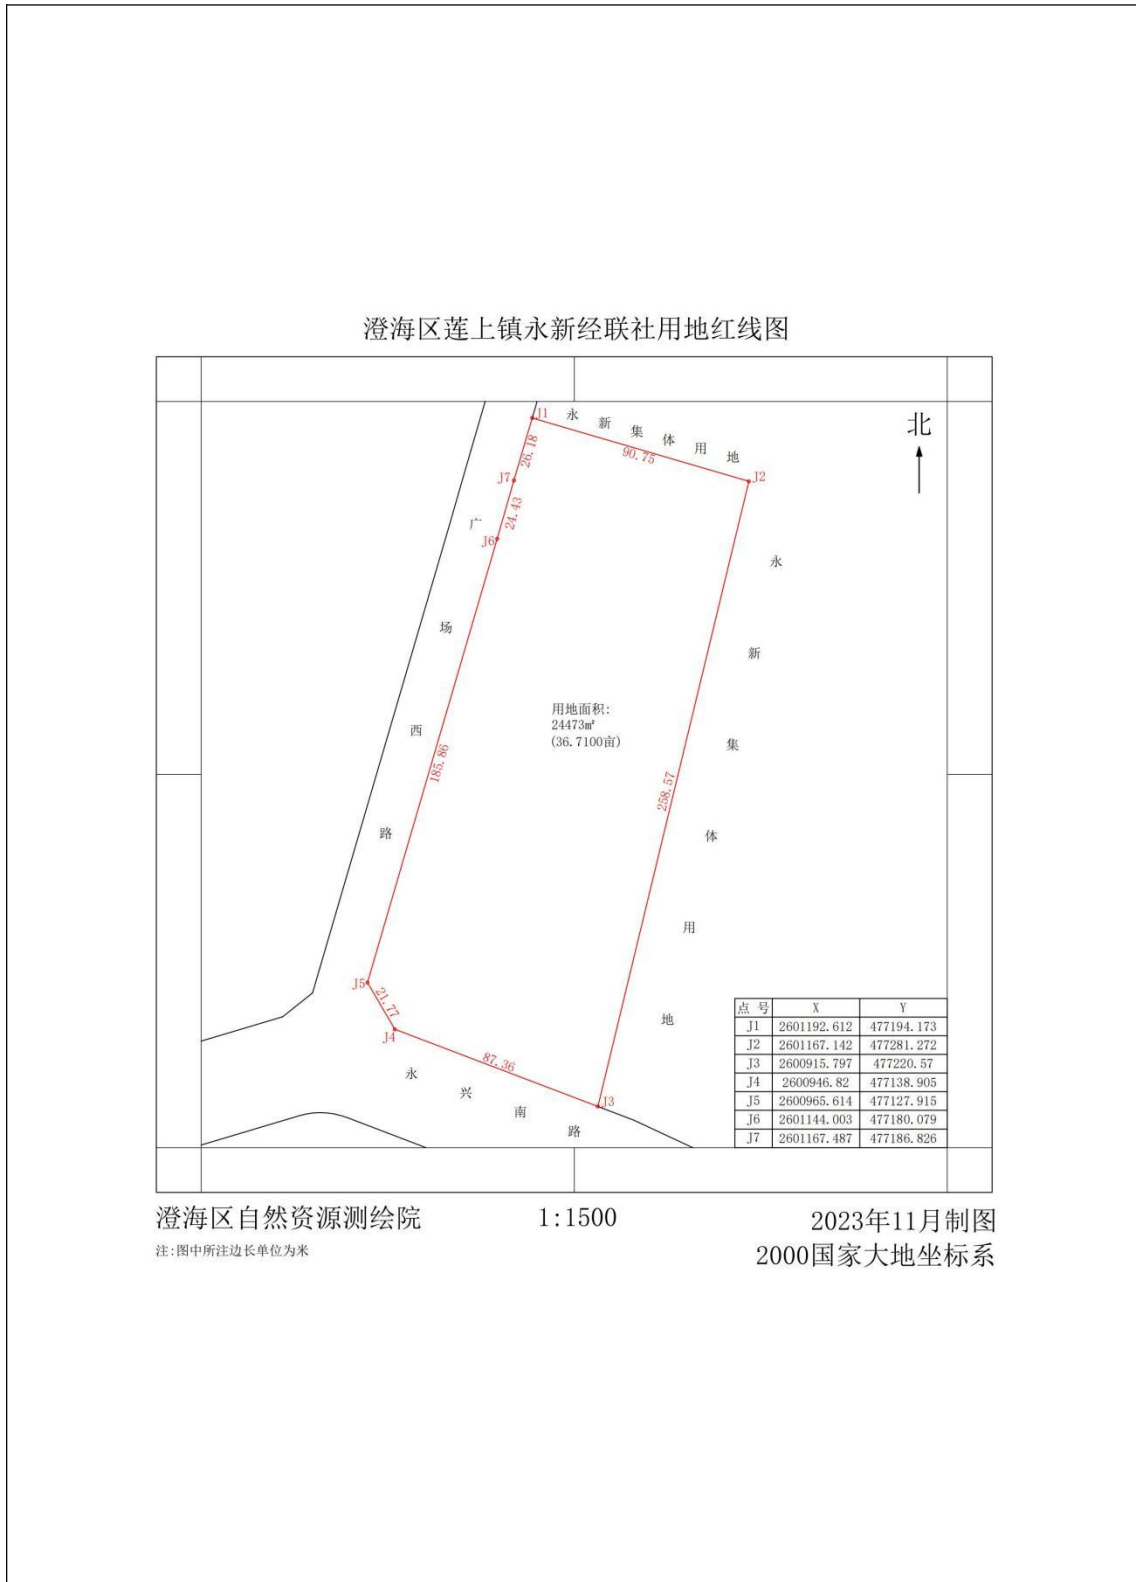 澄海区莲上镇永新经联社用地红线图
北
J1
永新集体用地
26.18
90.75
J7
J2
24.43
广场西路
J6
永新集体用地
用地面积:
24473㎡
(36.7100亩)
185.86
258.57
J5
21.77
J4
87.36
永兴南路
J3
点 号 X Y
J1 2601192.612 477194.173
J2 2601167.142 477281.272
J3 2600915.797 477220.57
J4 2600946.82 477138.905
J5 2600965.614 477127.915
J6 2601144.003 477180.079
J7 2601167.487 477186.826
澄海区自然资源测绘院
1:1500
2023年11月制图
注:图中所注边长单位为米
2000国家大地坐标系